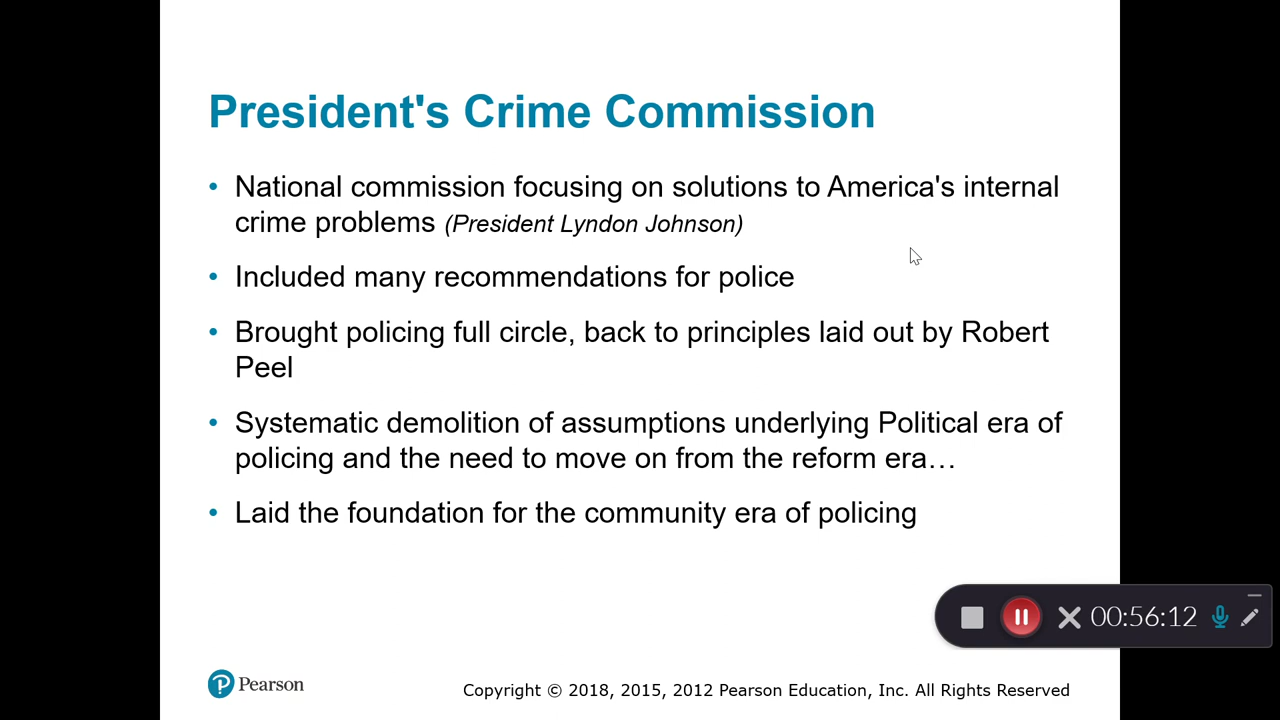 President's Crime Commission
• National commission focusing on solutions to America's internal
crime problems (President Lyndon Johnson)
• Included many recommendations for police
• Brought policing full circle, back to principles laid out by Robert
Peel
• Systematic demolition of assumptions underlying Political era of
policing and the need to move on from the reform era…
• Laid the foundation for the community era of policing
00:56:12
Pearson
Copyright © 2018, 2015, 2012 Pearson Education, Inc. All Rights Reserved